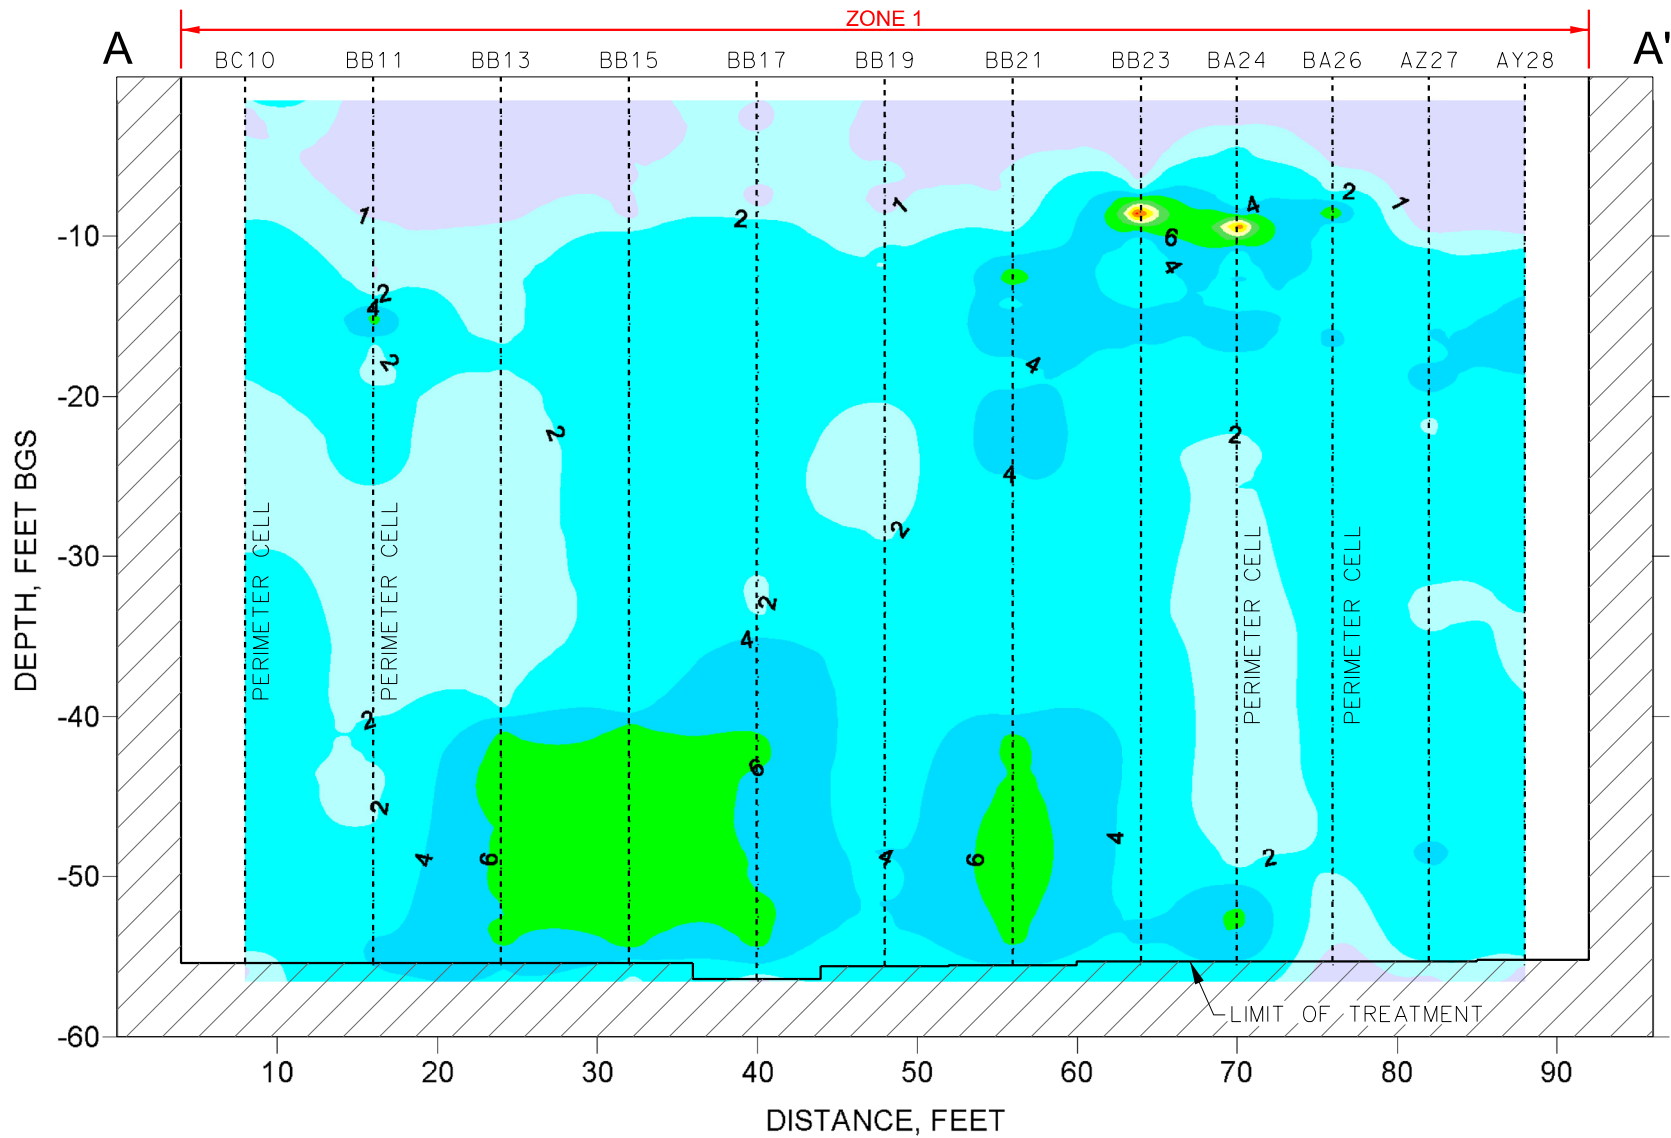 ZONE 1
A A'
BC10 BB11 BB13 BB15 BB17 BB19 BB21 BB23 BA24 BA26 AZ27 AY28
2
1 1 4 1
2
6
-10
4
2
4
2 4
-20
2 2
4
2
DEPTH, FEET BGS
PERIMETER CELL PERIMETER CELL PERIMETER CELL PERIMETER CELL
-30
2
4
-40
2
6
2
4
4 6 4 6 2
-50
LIMIT OF TREATMENT
-60
10 20 30 40 50 60 70 80 90
DISTANCE, FEET